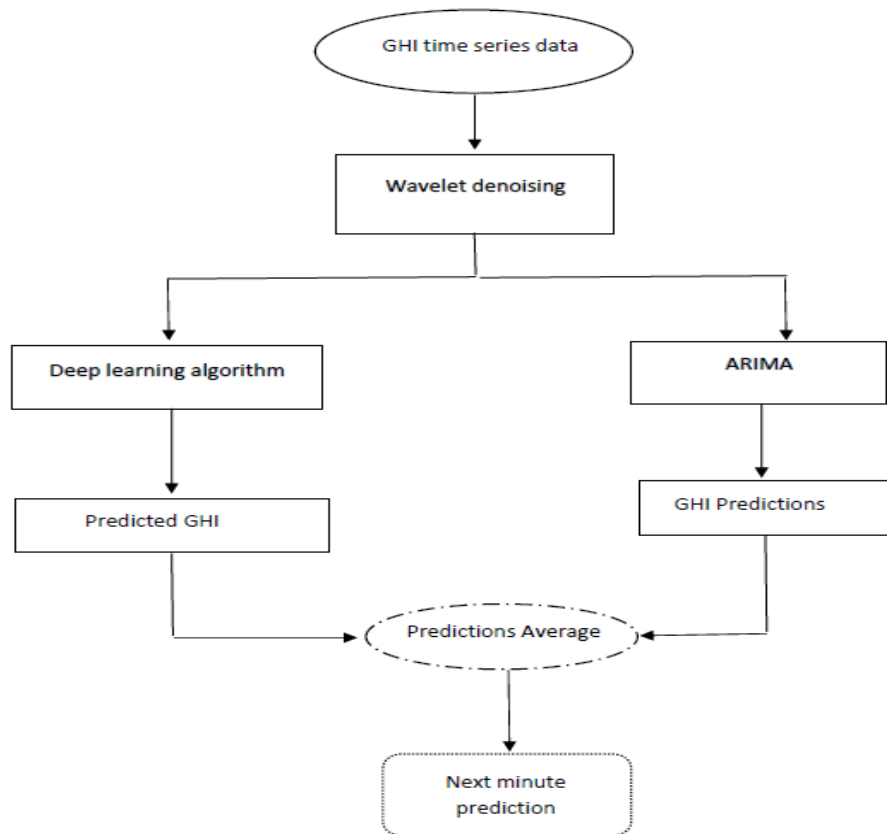 GHI time series data
Wavelet denoising
Deep learning algorithm
ARIMA
Predicted GHI
GHI Predictions
Predictions Average
Next minute
prediction